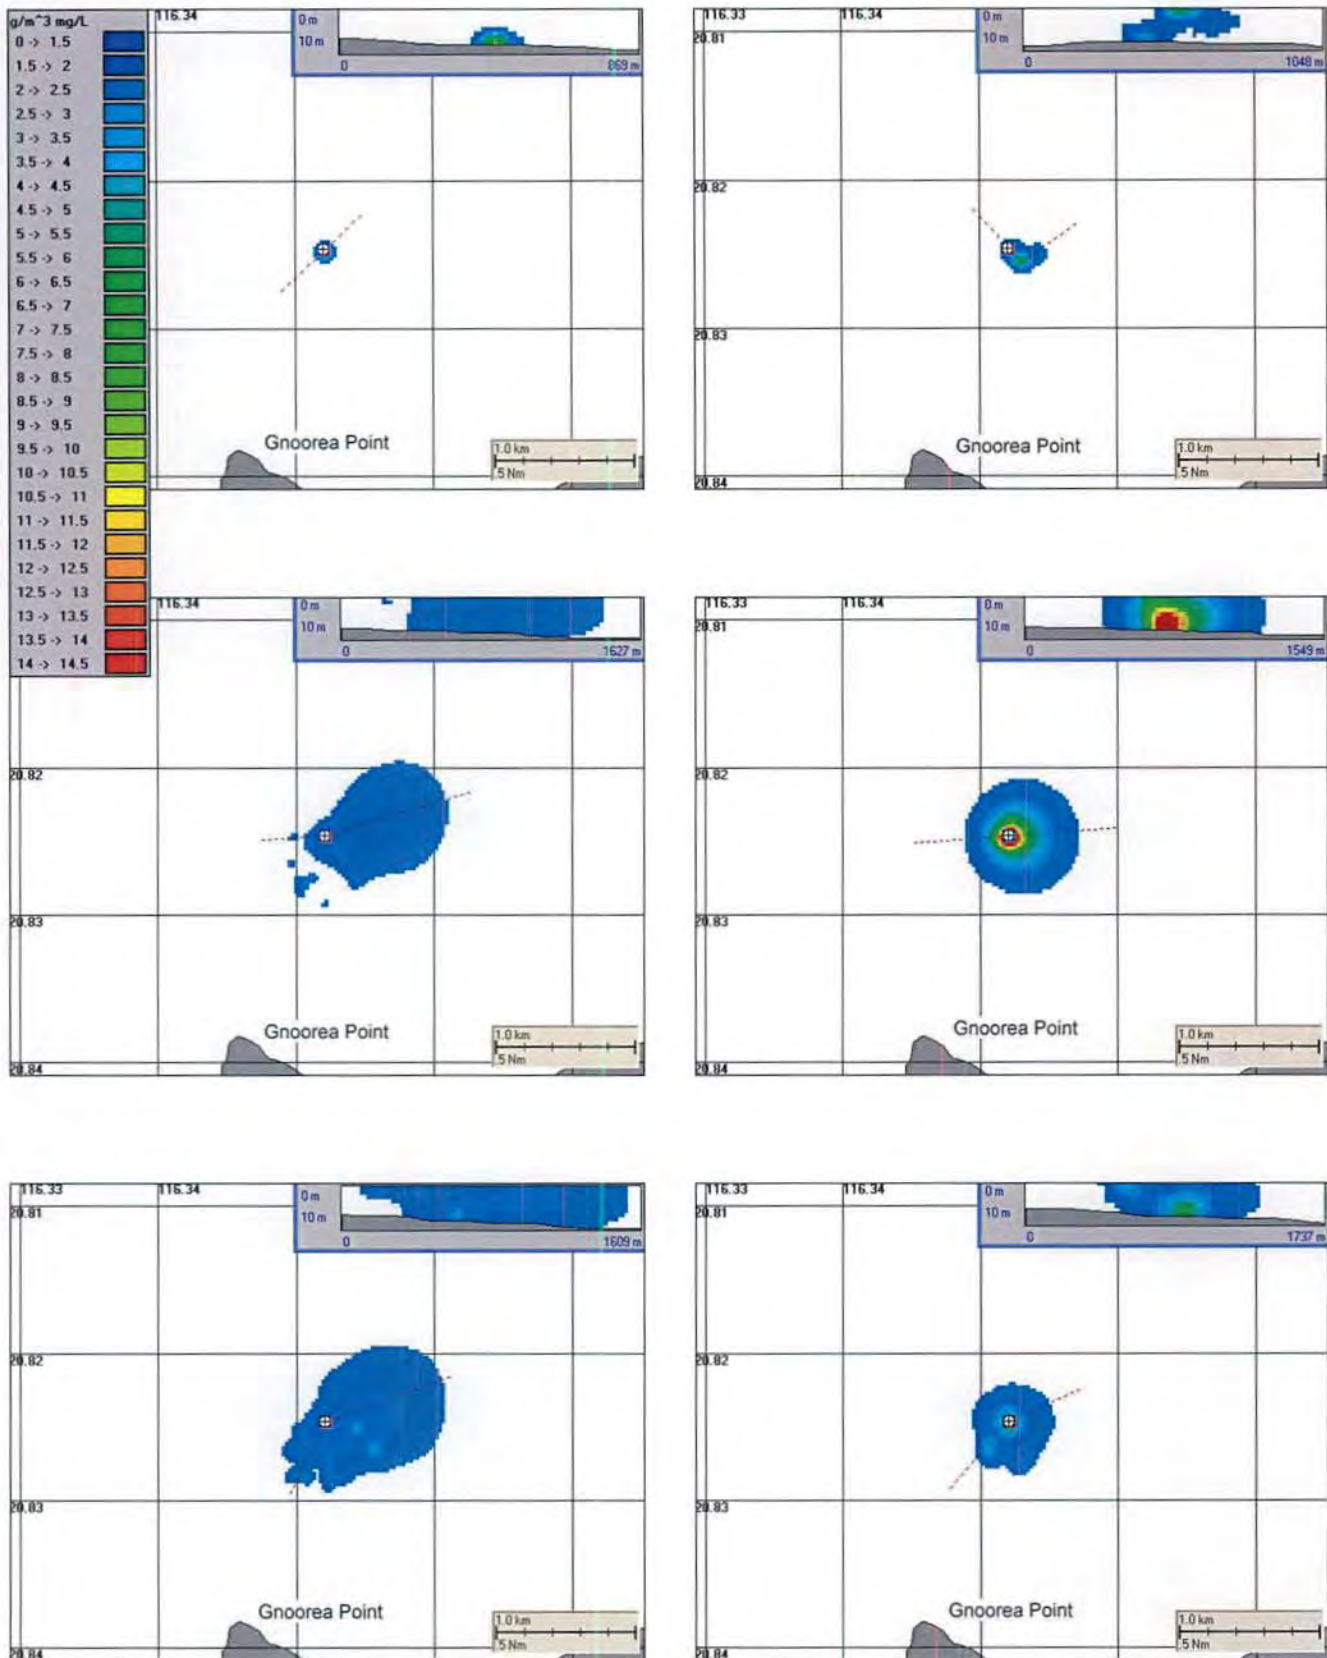 g/m^3 mg/L
0 -> 1.5
1.5 -> 2
2 -> 2.5
2.5 -> 3
3 -> 3.5
3.5 -> 4
4 -> 4.5
4.5 -> 5
5 -> 5.5
5.5 -> 6
6 -> 6.5
6.5 -> 7
7 -> 7.5
7.5 -> 8
8 -> 8.5
8.5 -> 9
9 -> 9.5
9.5 -> 10
10 -> 10.5
10.5 -> 11
11 -> 11.5
11.5 -> 12
12 -> 12.5
12.5 -> 13
13 -> 13.5
13.5 -> 14
14 -> 14.5
116.34
0 m
10 m
0 869 m
Gnoorea Point
1.0 km
.5 Nm
116.33 116.34
20.81
0 m
10 m
0 1048 m
20.82
20.83
Gnoorea Point
1.0 km
.5 Nm
20.84
116.34
0 m
10 m
0 1627 m
20.82
20.83
Gnoorea Point
1.0 km
.5 Nm
20.84
116.33 116.34
20.81
0 m
10 m
0 1549 m
20.82
20.83
Gnoorea Point
1.0 km
.5 Nm
20.84
116.33 116.34
20.81
0 m
10 m
0 1609 m
20.82
20.83
Gnoorea Point
1.0 km
.5 Nm
20.84
116.33 116.34
20.81
0 m
10 m
0 1737 m
20.82
20.83
Gnoorea Point
1.0 km
.5 Nm
20.84